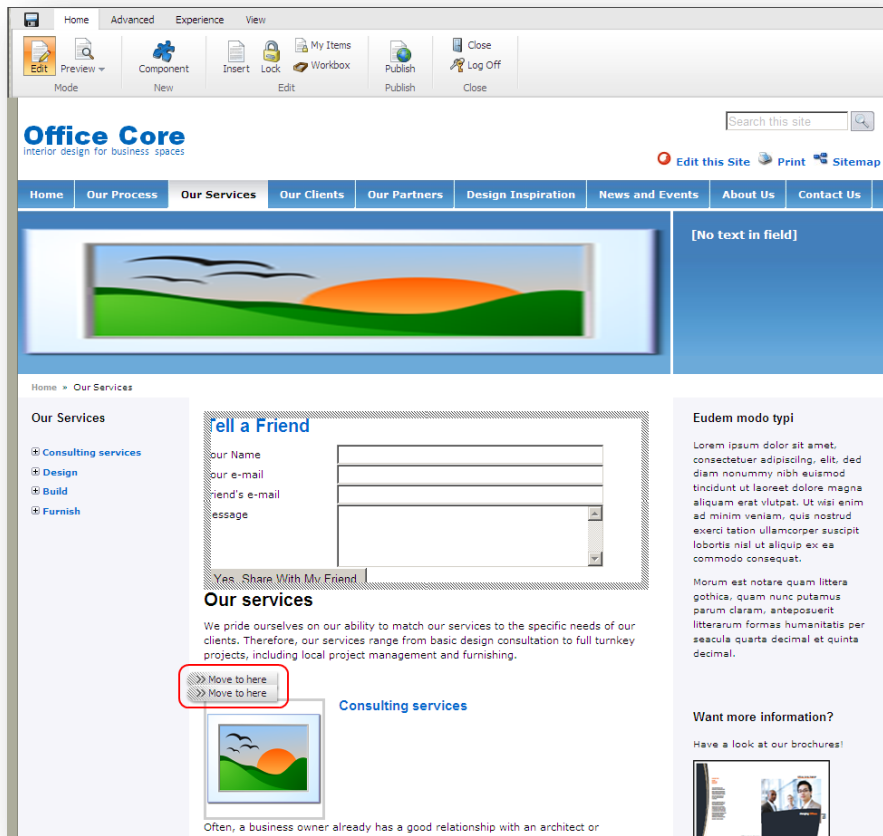 Home Advanced Experience View
Edit Preview Component Insert Lock My Items Workbox Publish Close Log Off
Mode New Edit Publish Close
Office Core
interior design for business spaces
Search this site
Edit this Site Print Sitemap
Home Our Process Our Services Our Clients Our Partners Design Inspiration News and Events About Us Contact Us
[No text in field]
Home » Our Services
Our Services
Consulting services
Design
Build
Furnish
Tell a Friend
our Name
our e-mail
riend's e-mail
essage
Yes, Share With My Friend
Our services
We pride ourselves on our ability to match our services to the specific needs of our
clients. Therefore, our services range from basic design consultation to full turnkey
projects, including local project management and furnishing.
>> Move to here
>> Move to here
Consulting services
Often, a business owner already has a good relationship with an architect or
Eudem modo typi
Lorem ipsum dolor sit amet,
consectetuer adipiscilng, elit, ded
diam nonummy nibh euismod
tincidunt ut laoreet dolore magna
aliquam erat vlutpat. Ut wisi enim
ad minim veniam, quis nostrud
exerci tation ullamcorper suscipit
lobortis nisl ut aliquip ex ea
commodo consequat.
Morum est notare quam littera
gothica, quam nunc putamus
parum claram, anteposuerit
litterarum formas humanitatis per
seacula quarta decimal et quinta
decimal.
Want more information?
Have a look at our brochures!